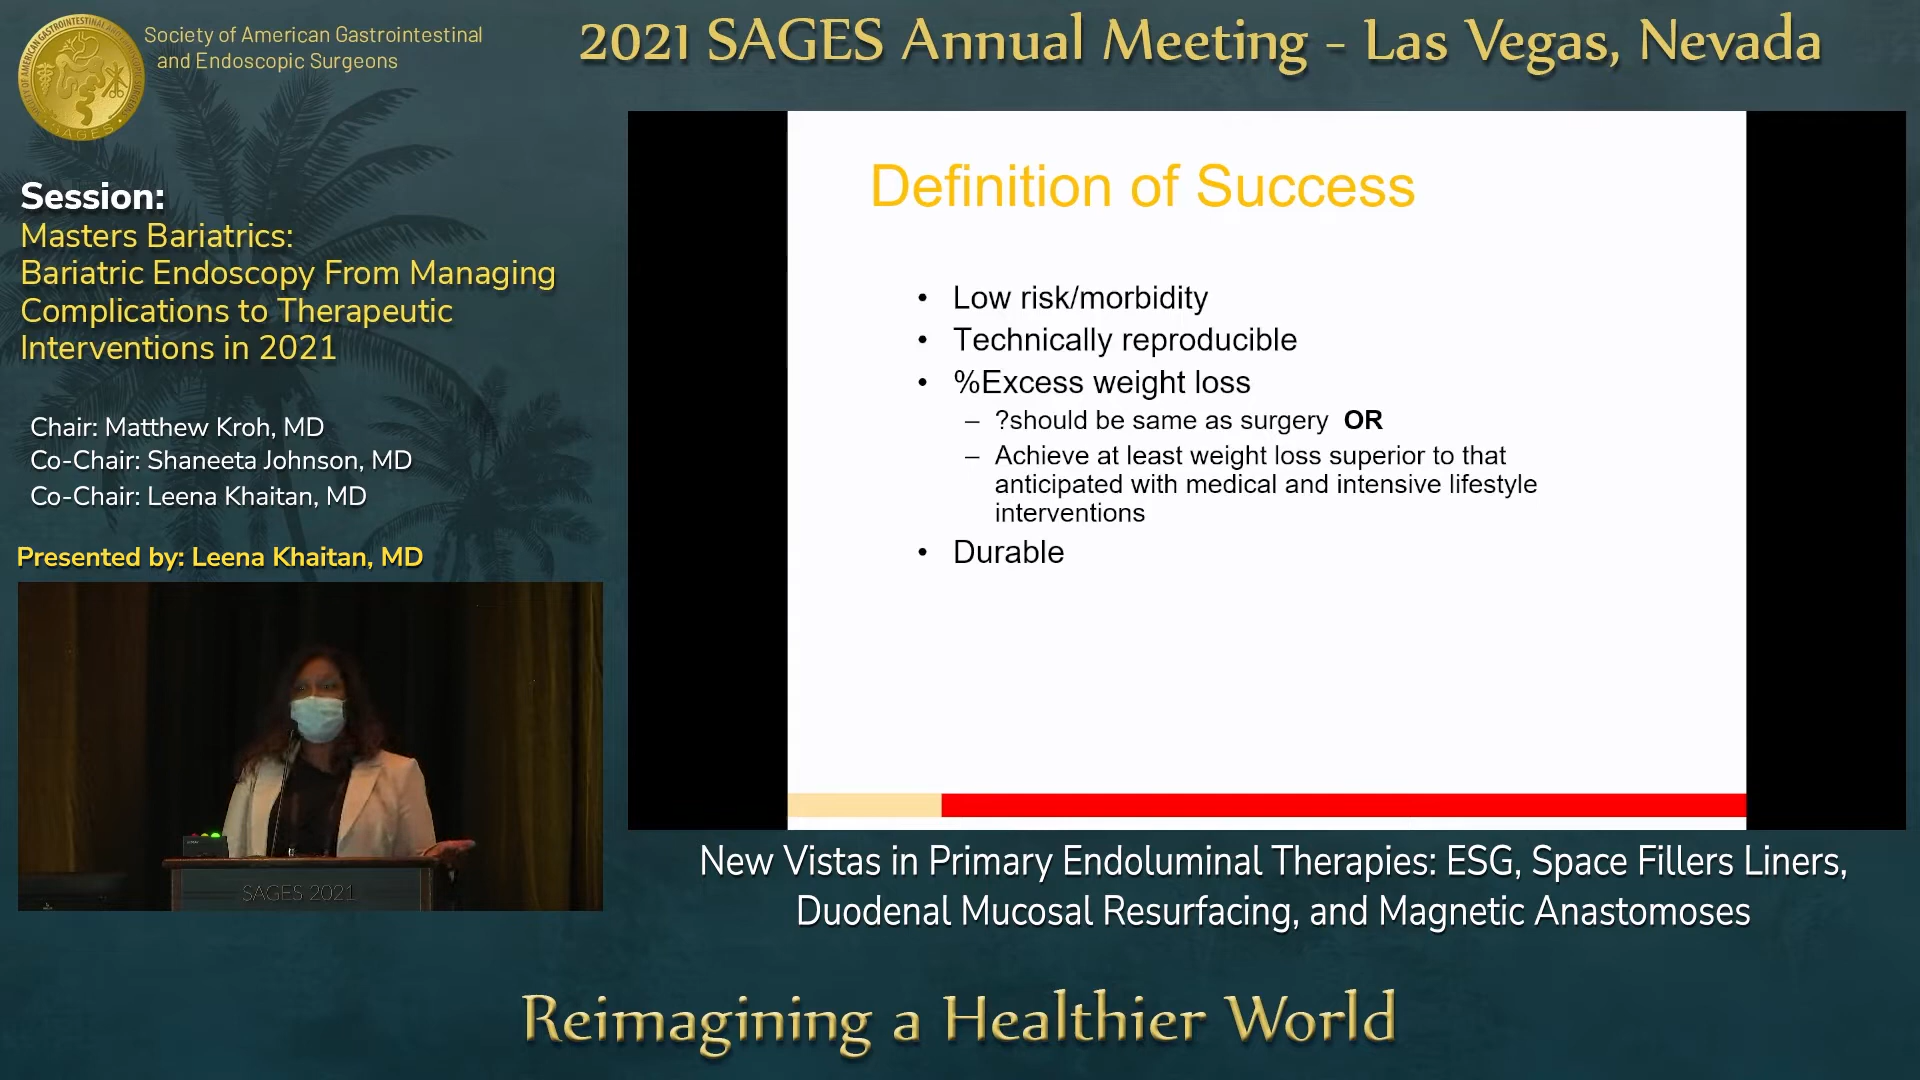 Society of American Gastrointestinal
and Endoscopic Surgeons
2021 SAGES Annual Meeting - Las Vegas, Nevada
SAGES
Session:
Masters Bariatrics:
Bariatric Endoscopy From Managing
Complications to Therapeutic
Interventions in 2021
Chair: Matthew Kroh, MD
Co-Chair: Shaneeta Johnson, MD
Co-Chair: Leena Khaitan, MD
Presented by: Leena Khaitan, MD
SAGES 2021
Definition of Success
• Low risk/morbidity
• Technically reproducible
• %Excess weight loss
– ?should be same as surgery OR
– Achieve at least weight loss superior to that
anticipated with medical and intensive lifestyle
interventions
• Durable
New Vistas in Primary Endoluminal Therapies: ESG, Space Fillers Liners,
Duodenal Mucosal Resurfacing, and Magnetic Anastomoses
Reimagining a Healthier World